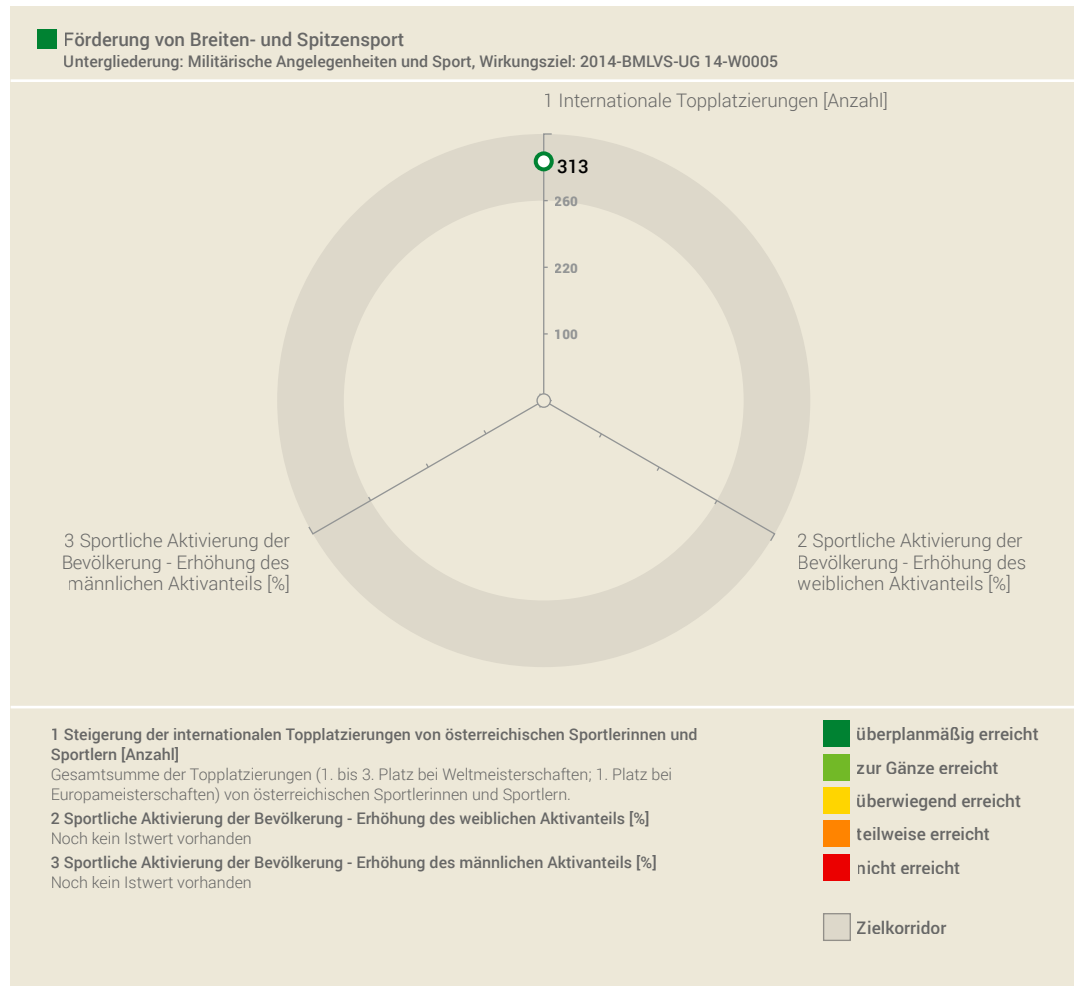 Förderung von Breiten- und Spitzensport
Untergliederung: Militärische Angelegenheiten und Sport, Wirkungsziel: 2014-BMLVS-UG 14-W0005
1 Internationale Topplatzierungen [Anzahl]
313
260
220
100
3 Sportliche Aktivierung der
Bevölkerung - Erhöhung des
männlichen Aktivanteils [%]
2 Sportliche Aktivierung der
Bevölkerung - Erhöhung des
weiblichen Aktivanteils [%]
1 Steigerung der internationalen Topplatzierungen von österreichischen Sportlerinnen und
Sportlern [Anzahl]
Gesamtsumme der Topplatzierungen (1. bis 3. Platz bei Weltmeisterschaften; 1. Platz bei
Europameisterschaften) von österreichischen Sportlerinnen und Sportlern.
2 Sportliche Aktivierung der Bevölkerung - Erhöhung des weiblichen Aktivanteils [%]
Noch kein Istwert vorhanden
3 Sportliche Aktivierung der Bevölkerung - Erhöhung des männlichen Aktivanteils [%]
Noch kein Istwert vorhanden
überplanmäßig erreicht
zur Gänze erreicht
überwiegend erreicht
teilweise erreicht
nicht erreicht
Zielkorridor